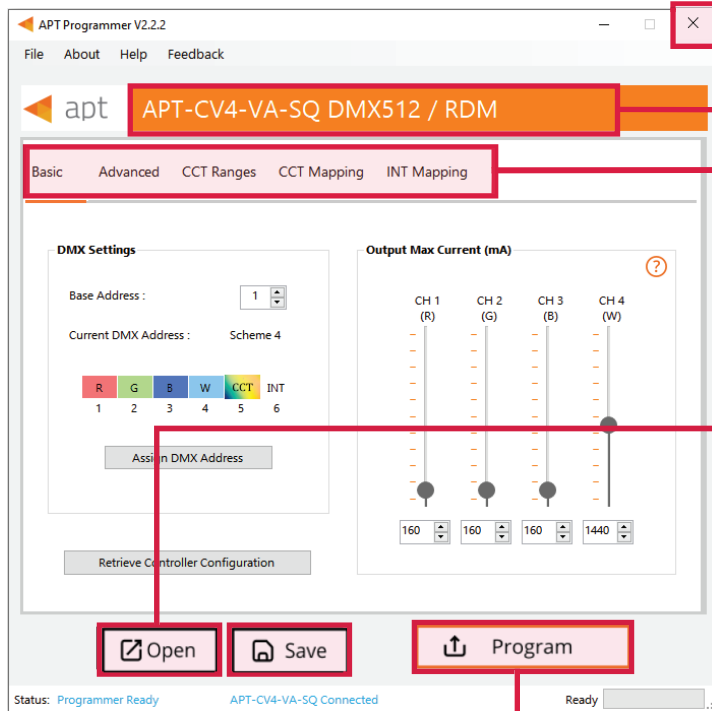 APT Programmer V2.2.2
File About Help Feedback
apt APT-CV4-VA-SQ DMX512 / RDM
Basic Advanced CCT Ranges CCT Mapping INT Mapping
DMX Settings
Base Address : 1
Current DMX Address : Scheme 4
R G B W CCT INT
1 2 3 4 5 6
Assign DMX Address
Retrieve Controller Configuration
Output Max Current (mA)
?
CH 1 CH 2 CH 3 CH 4
(R) (G) (B) (W)
160 160 160 1440
Open Save Program
Status: Programmer Ready APT-CV4-VA-SQ Connected Ready